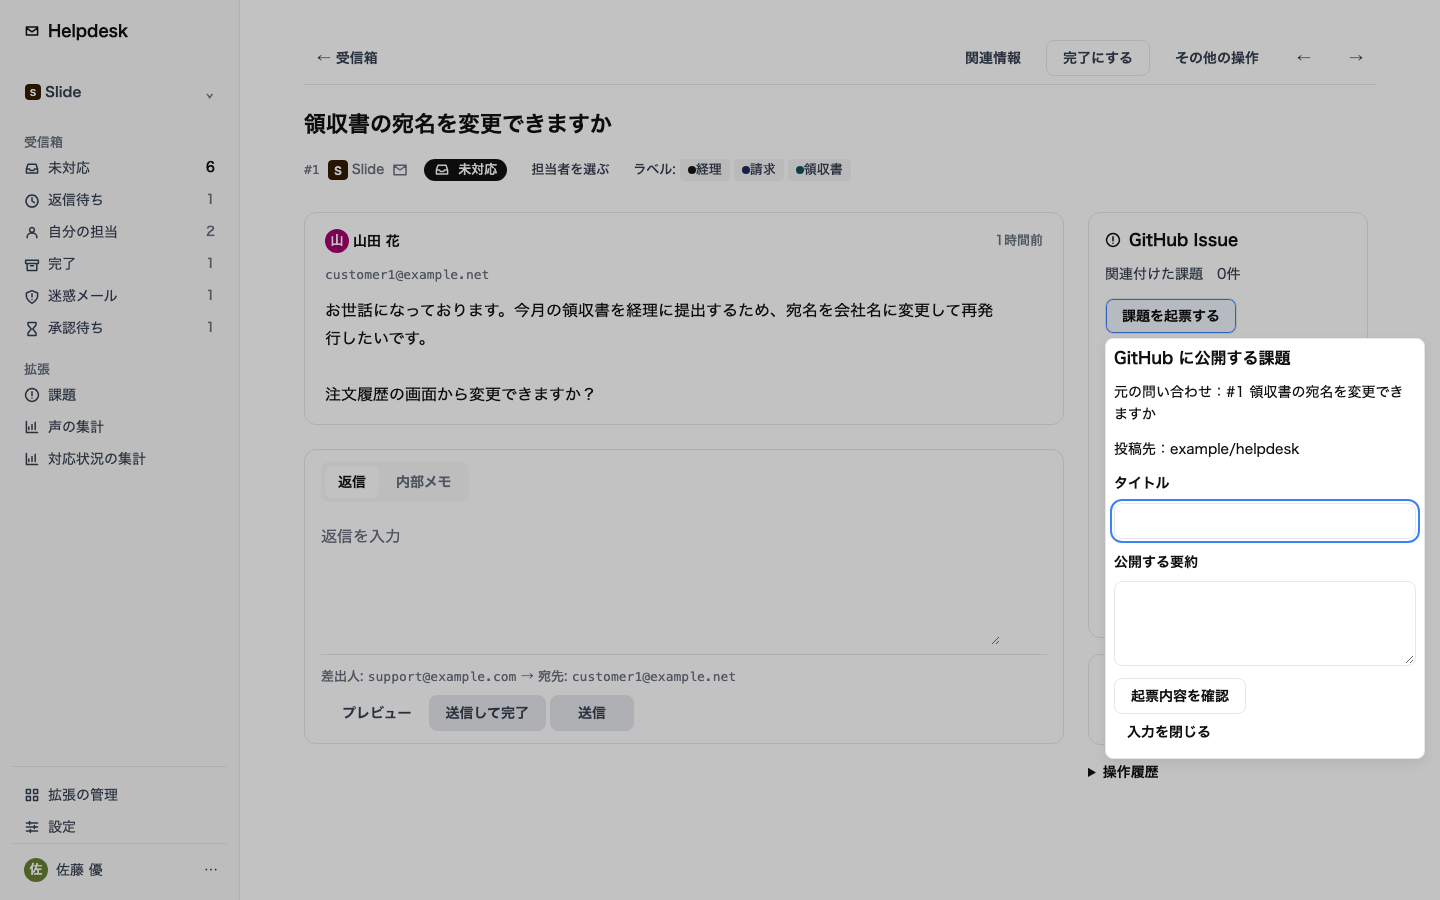 Helpdesk
S Slide
受信箱
未対応 6
返信待ち 1
自分の担当 2
完了 1
迷惑メール 1
承認待ち 1
拡張
課題
声の集計
対応状況の集計
拡張の管理
設定
佐 佐藤 優 …
← 受信箱
関連情報 完了にする その他の操作 ← →
領収書の宛名を変更できますか
#1 S Slide 未対応 担当者を選ぶ ラベル: 経理 請求 領収書
山 山田 花 1時間前
customer1@example.net
お世話になっております。今月の領収書を経理に提出するため、宛名を会社名に変更して再発
行したいです。
注文履歴の画面から変更できますか？
返信 内部メモ
返信を入力
差出人: support@example.com → 宛先: customer1@example.net
プレビュー 送信して完了 送信
GitHub Issue
関連付けた課題 0件
課題を起票する
GitHub に公開する課題
元の問い合わせ：#1 領収書の宛名を変更でき
ますか
投稿先：example/helpdesk
タイトル
公開する要約
起票内容を確認
入力を閉じる
▶ 操作履歴